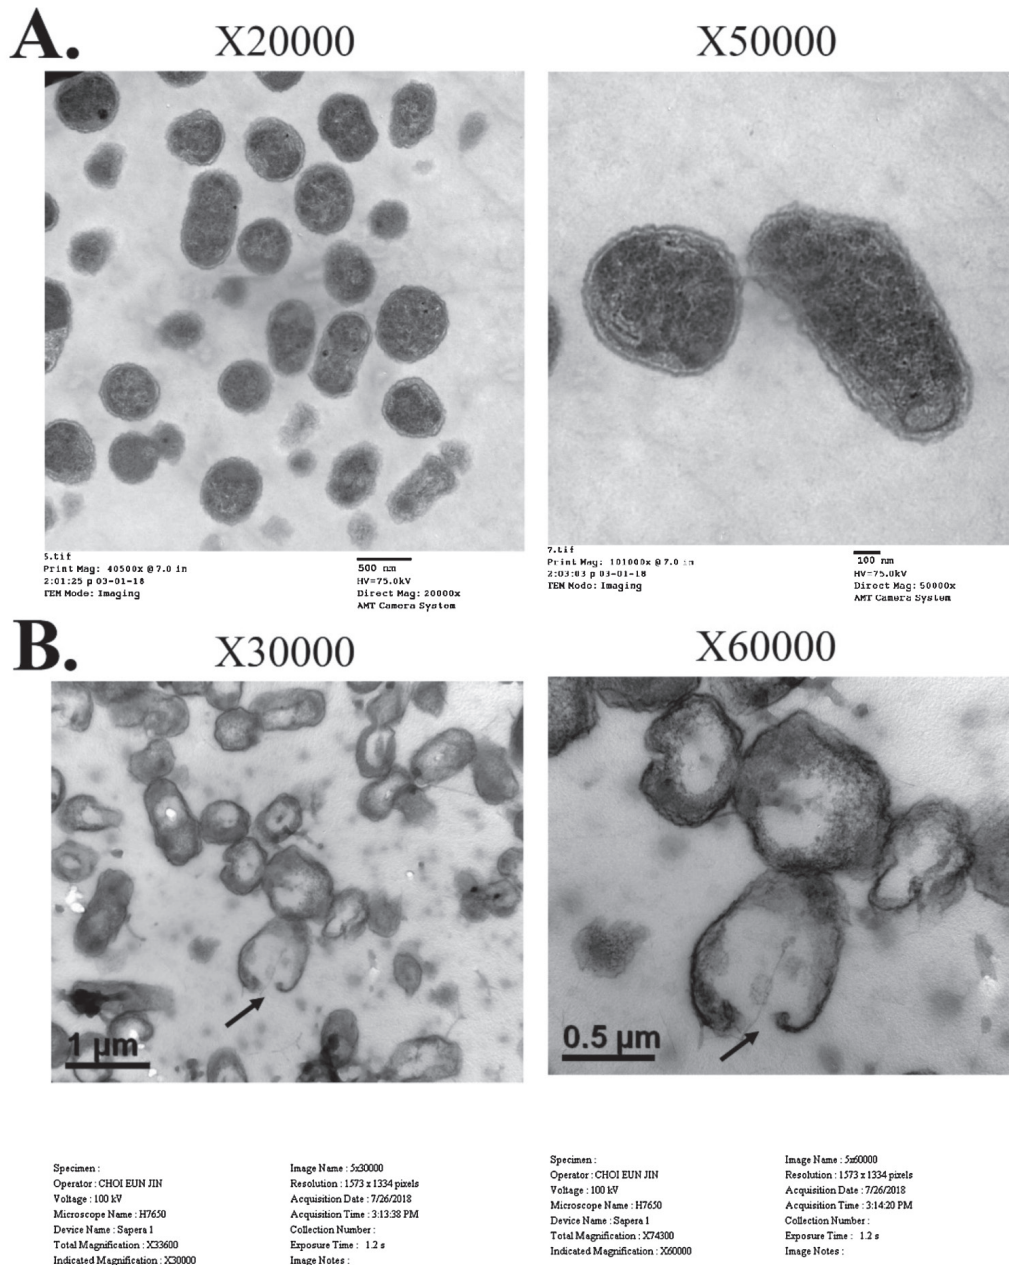 A. X20000 X50000
5.tif
Print Mag: 40500x @ 7.0 in
2:01:25 p 03-01-18
TEM Mode: Imaging
500 nm
HV=75.0kV
Direct Mag: 20000x
AMT Camera System
7.tif
Print Mag: 101000x @ 7.0 in
2:03:03 p 03-01-18
TEM Mode: Imaging
100 nm
HV=75.0kV
Direct Mag: 50000x
AMT Camera System
B. X30000 X60000
1 µm
0.5 µm
Specimen :
Operator : CHOI EUN JIN
Voltage : 100 kV
Microscope Name : H7650
Device Name : Sapera 1
Total Magnification : X33600
Indicated Magnification : X30000
Image Name : 5x30000
Resolution : 1573 x 1334 pixels
Acquisition Date : 7/26/2018
Acquisition Time : 3:13:38 PM
Collection Number :
Exposure Time : 1.2 s
Image Notes :
Specimen :
Operator : CHOI EUN JIN
Voltage : 100 kV
Microscope Name : H7650
Device Name : Sapera 1
Total Magnification : X74300
Indicated Magnification : X60000
Image Name : 5x60000
Resolution : 1573 x 1334 pixels
Acquisition Date : 7/26/2018
Acquisition Time : 3:14:20 PM
Collection Number :
Exposure Time : 1.2 s
Image Notes :